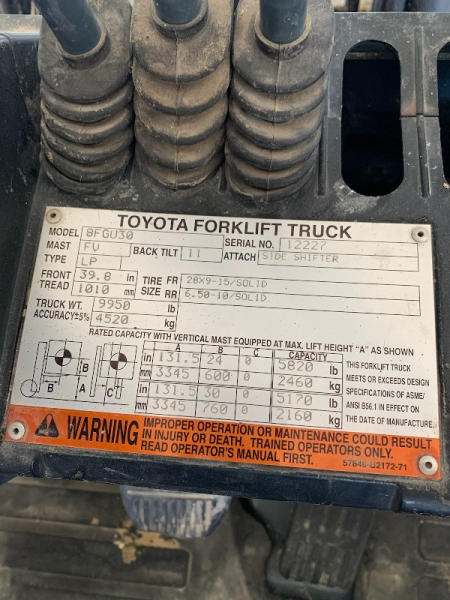 TOYOTA FORKLIFT TRUCK
MODEL 8FGU30 SERIAL NO. 12227
MAST FV BACK TILT 11 ATTACH SIDE SHIFTER
TYPE LP
FRONT TREAD 39.8 in TIRE SIZE FR 28X9-15/SOLID
1010 mm RR 6.50-10/SOLID
TRUCK WT. 9950 lb
ACCURACY±5% 4520 kg
RATED CAPACITY WITH VERTICAL MAST EQUIPPED AT MAX. LIFT HEIGHT "A" AS SHOWN
A B C CAPACITY
in 131.5 24 0 5820 lb
mm 3345 600 0 2460 kg
in 131.5 30 0 5170 lb
mm 3345 760 0 2160 kg
B A B C
THIS FORKLIFT TRUCK
MEETS OR EXCEEDS DESIGN
SPECIFICATIONS OF ASME/
ANSI B56.1 IN EFFECT ON
THE DATE OF MANUFACTURE.
WARNING
IMPROPER OPERATION OR MAINTENANCE COULD RESULT
IN INJURY OR DEATH. TRAINED OPERATORS ONLY.
READ OPERATOR'S MANUAL FIRST.
57848-U2172-71